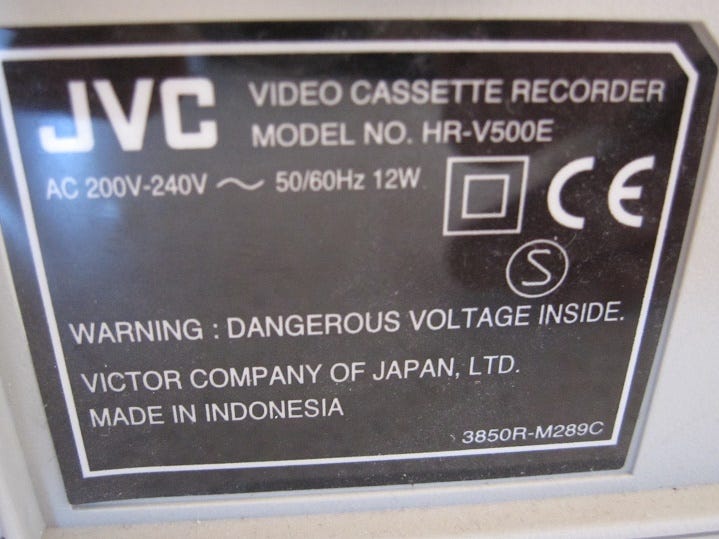 JVC VIDEO CASSETTE RECORDER
MODEL NO. HR-V500E
AC 200V-240V ~ 50/60Hz 12W
CE
S
WARNING : DANGEROUS VOLTAGE INSIDE.
VICTOR COMPANY OF JAPAN, LTD.
MADE IN INDONESIA
3850R-M289C